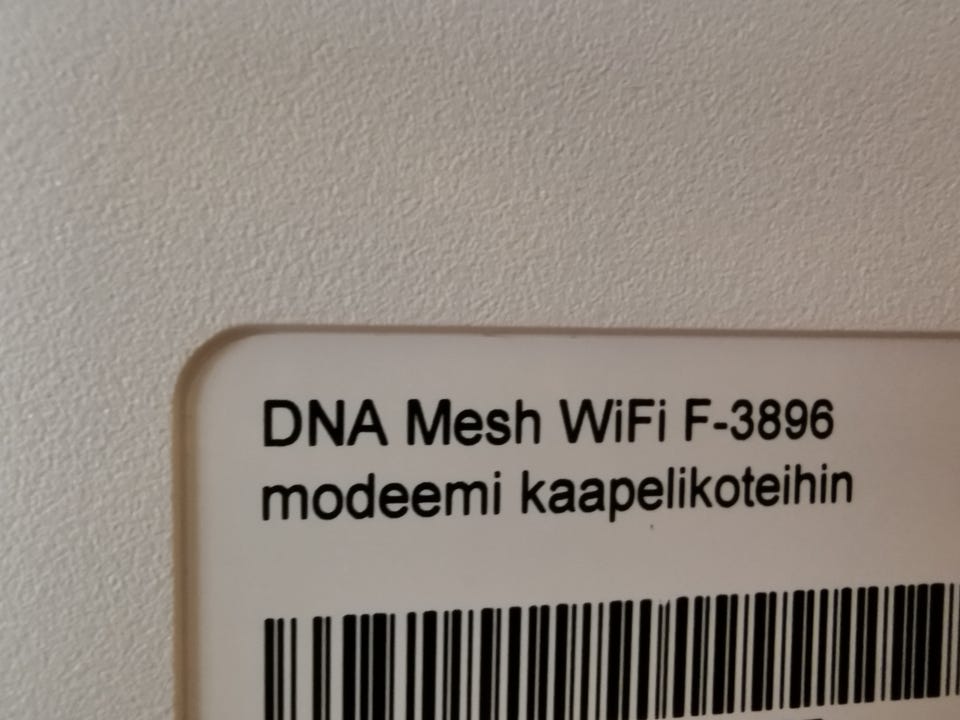 DNA Mesh WiFi F-3896
modeemi kaapelikoteihin